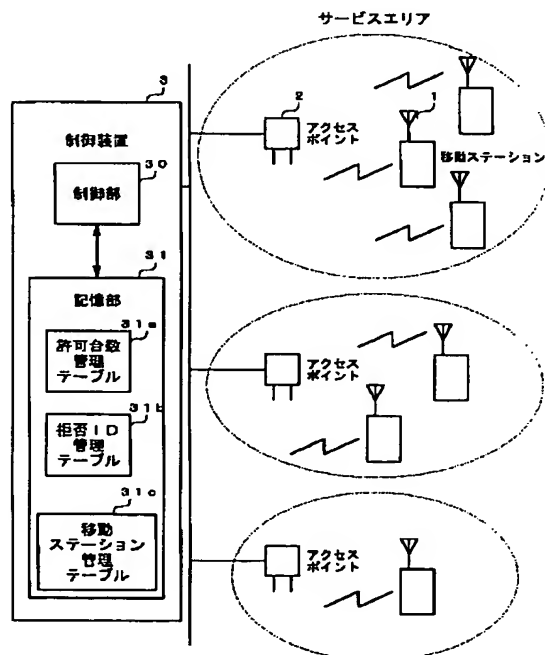 サービスエリア
3
制御装置
30
制御部
31
記憶部
31a
許可台数
管理
テーブル
31b
拒否ID
管理
テーブル
31c
移動
ステーション
管理
テーブル
2
アクセス
ポイント
1
移動ステーション
アクセス
ポイント
アクセス
ポイント